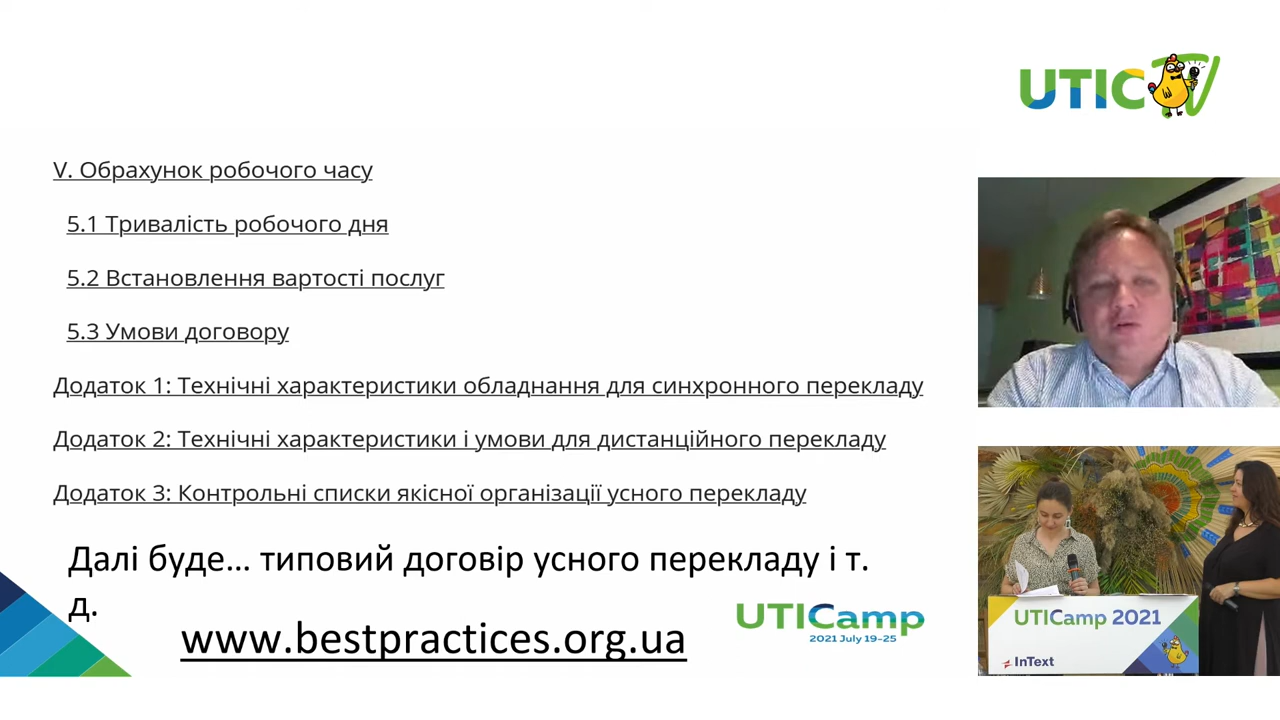 UTIC TV
V. Обрахунок робочого часу
5.1 Тривалість робочого дня
5.2 Встановлення вартості послуг
5.3 Умови договору
Додаток 1: Технічні характеристики обладнання для синхронного перекладу
Додаток 2: Технічні характеристики і умови для дистанційного перекладу
Додаток 3: Контрольні списки якісної організації усного перекладу
Далі буде... типовий договір усного перекладу і т.
д.
www.bestpractices.org.ua
UTICamp
2021 July 19-25
UTICamp 2021
InText